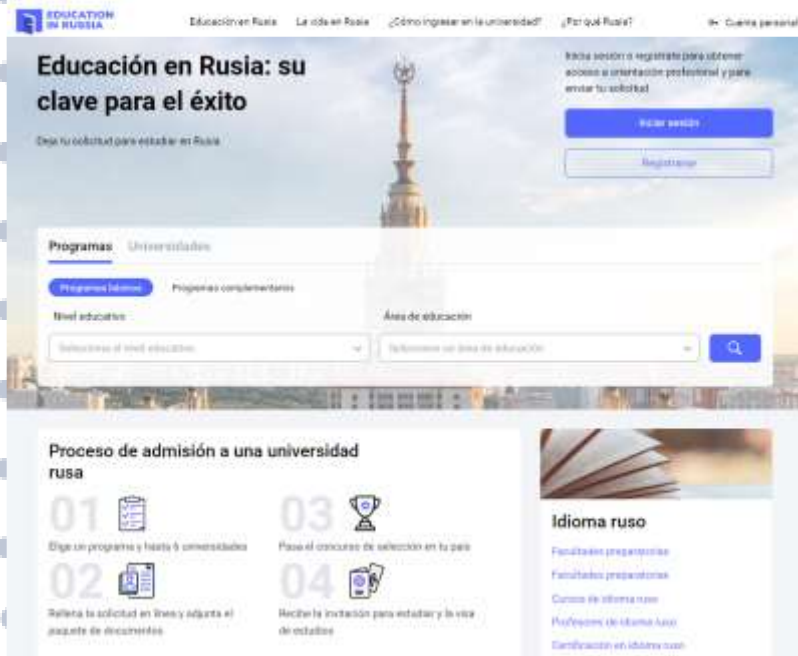 EDUCATION
IN RUSSIA
Educación en Rusia
La vida en Rusia
¿Cómo ingresar en la universidad?
¿Por qué Rusia?
Cuenta personal
Educación en Rusia: su
clave para el éxito
Deja tu solicitud para estudiar en Rusia
Inicia sesión o regístrate para obtener
acceso a orientación profesional y para
enviar tu solicitud
Iniciar sesión
Registrarse
Programas
Universidades
Programas básicos
Programas complementarios
Nivel educativo
Área de educación
Seleccione el nivel educativo
Seleccione un área de educación
Proceso de admisión a una universidad
rusa
01
Elige un programa y hasta 6 universidades
03
Pasa el concurso de selección en tu país
02
Rellena la solicitud en línea y adjunta el
paquete de documentos
04
Recibe la invitación para estudiar y la visa
de estudios
Idioma ruso
Facultades preparatorias
Facultades preparatorias
Cursos de idioma ruso
Profesores de idioma ruso
Certificación en idioma ruso